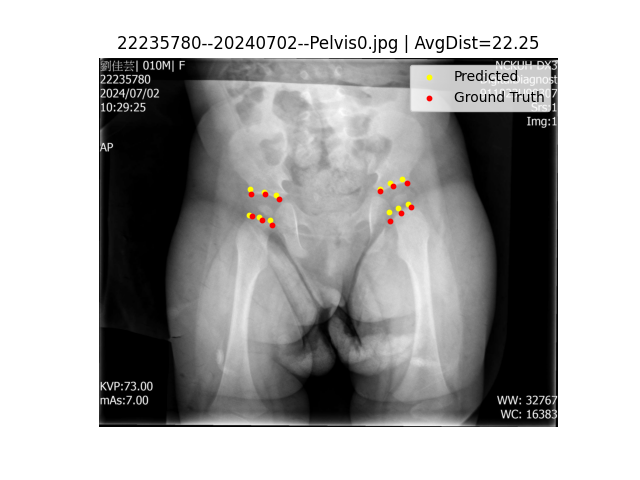 22235780--20240702--Pelvis0.jpg | AvgDist=22.25
劉佳芸| 010M| F
22235780
2024/07/02
10:29:25
AP
NCKUH DX3
Predicted
Ground Truth
Img:1
KVP:73.00
mAs:7.00
WW: 32767
WC: 16383